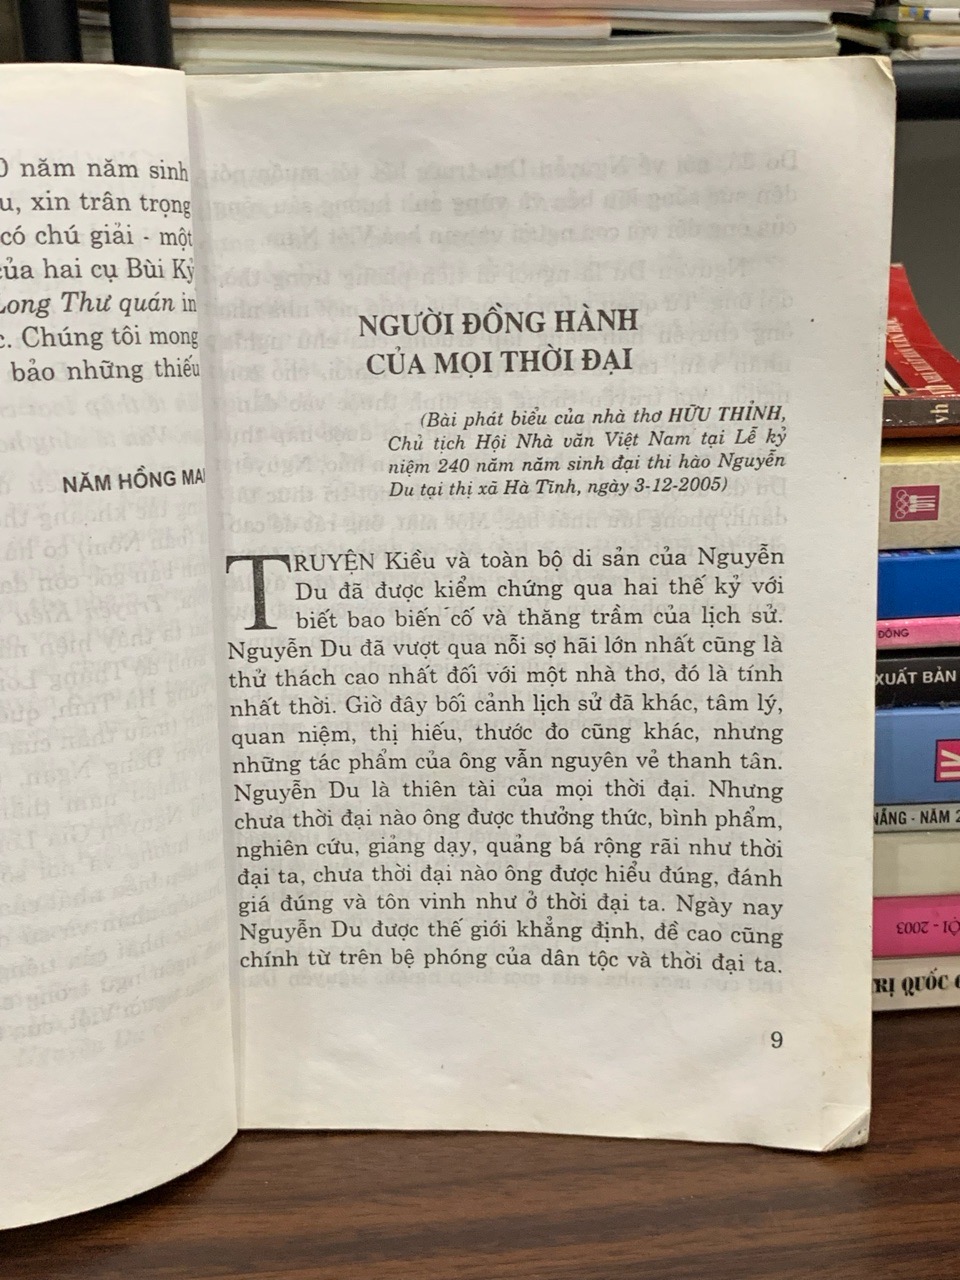 0 năm năm sinh
u, xin trân trọng
có chú giải - một
của hai cụ Bùi Kỷ
Long Thư quán in
c. Chúng tôi mong
bảo những thiếu
NĂM HỒNG MAI
NGƯỜI ĐỒNG HÀNH
CỦA MỌI THỜI ĐẠI
(Bài phát biểu của nhà thơ HỮU THỈNH,
Chủ tịch Hội Nhà văn Việt Nam tại Lễ kỷ
niệm 240 năm năm sinh đại thi hào Nguyễn
Du tại thị xã Hà Tĩnh, ngày 3-12-2005)
TRUYỆN Kiều và toàn bộ di sản của Nguyễn
Du đã được kiểm chứng qua hai thế kỷ với
biết bao biến cố và thăng trầm của lịch sử.
Nguyễn Du đã vượt qua nỗi sợ hãi lớn nhất cũng là
thử thách cao nhất đối với một nhà thơ, đó là tính
nhất thời. Giờ đây bối cảnh lịch sử đã khác, tâm lý,
quan niệm, thị hiếu, thước đo cũng khác, nhưng
những tác phẩm của ông vẫn nguyên vẻ thanh tân.
Nguyễn Du là thiên tài của mọi thời đại. Nhưng
chưa thời đại nào ông được thưởng thức, bình phẩm,
nghiên cứu, giảng dạy, quảng bá rộng rãi như thời
đại ta, chưa thời đại nào ông được hiểu đúng, đánh
giá đúng và tôn vinh như ở thời đại ta. Ngày nay
Nguyễn Du được thế giới khẳng định, đề cao cũng
chính từ trên bệ phóng của dân tộc và thời đại ta.
9
vh
ĐÔNG
XUẤT BẢN
NẴNG - NĂM 2
ỘI - 2003
RỊ QUỐC G